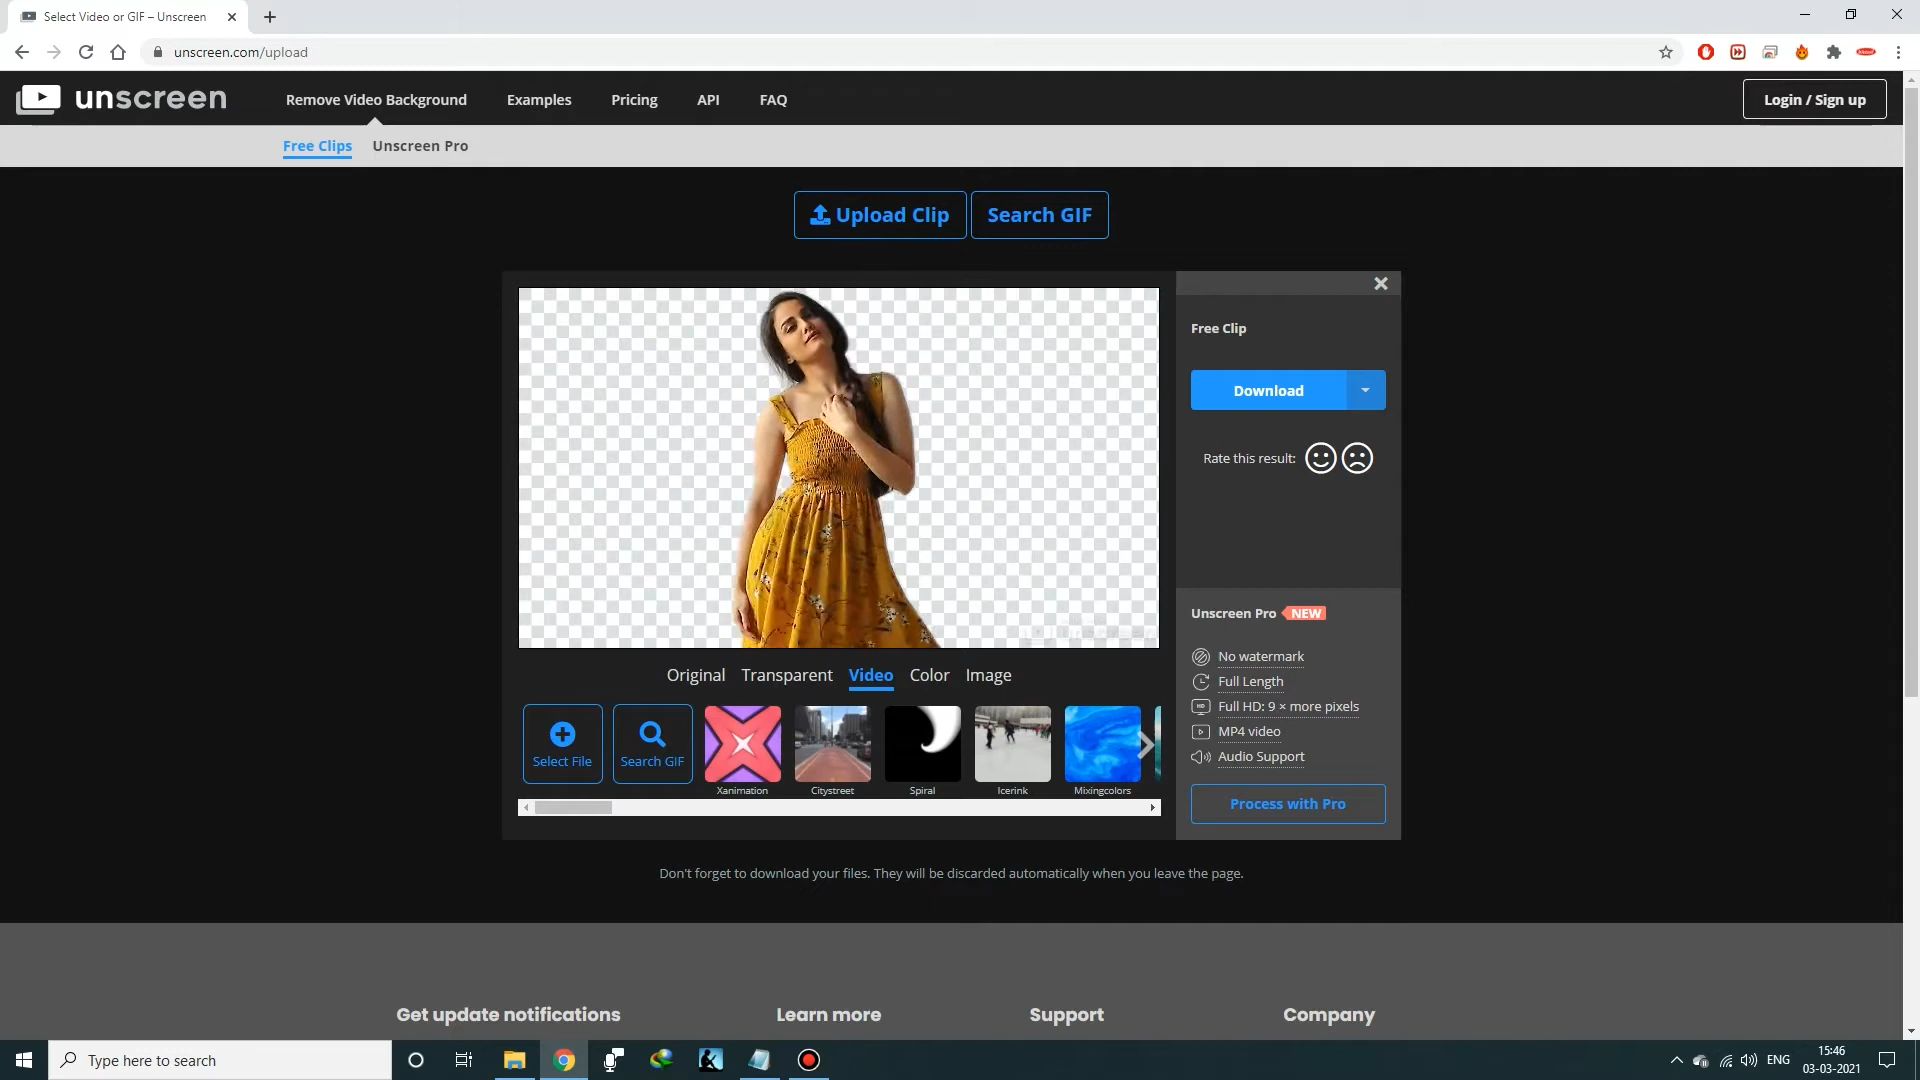 Select Video or GIF – Unscreen
unscreen.com/upload
unscreen
Remove Video Background
Examples
Pricing
API
FAQ
Login / Sign up
Free Clips
Unscreen Pro
Upload Clip
Search GIF
Free Clip
Download
Rate this result:
unscreen
Original
Transparent
Video
Color
Image
Select File
Search GIF
Xanimation
Citystreet
Spiral
Icerink
Mixingcolors
Unscreen Pro NEW
No watermark
Full Length
HD Full HD: 9 × more pixels
MP4 video
Audio Support
Process with Pro
Don't forget to download your files. They will be discarded automatically when you leave the page.
Get update notifications
Learn more
Support
Company
Type here to search
ENG
15:46
03-03-2021